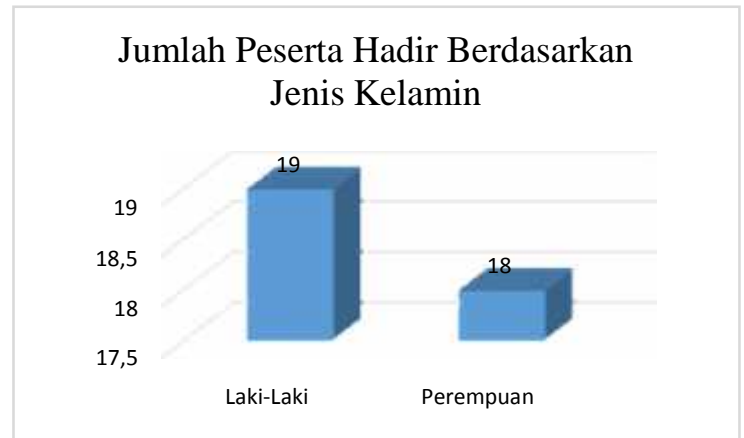 Jumlah Peserta Hadir Berdasarkan
Jenis Kelamin
19
19
18,5
18
18
17,5
Laki-Laki Perempuan